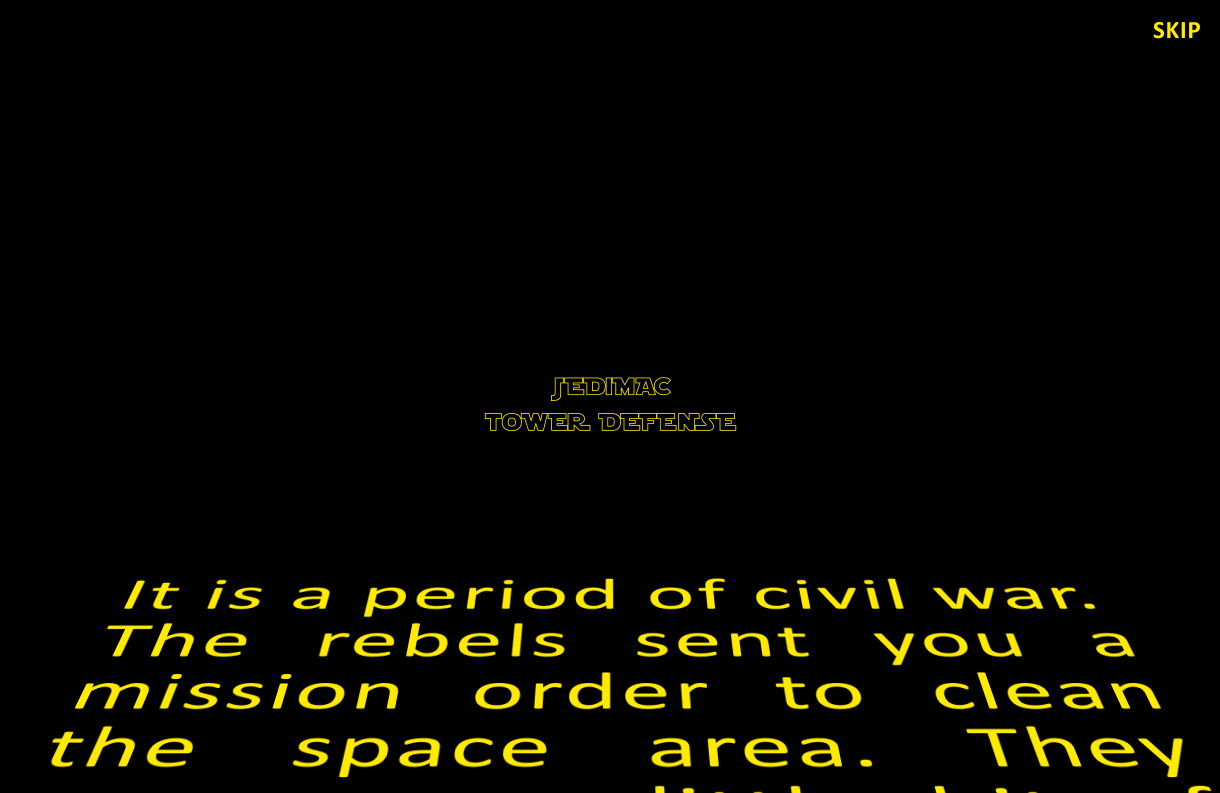 SKIP
JEDIMAC
TOWER DEFENSE
It is a period of civil war.
The rebels sent you a
mission order to clean
the space area. They